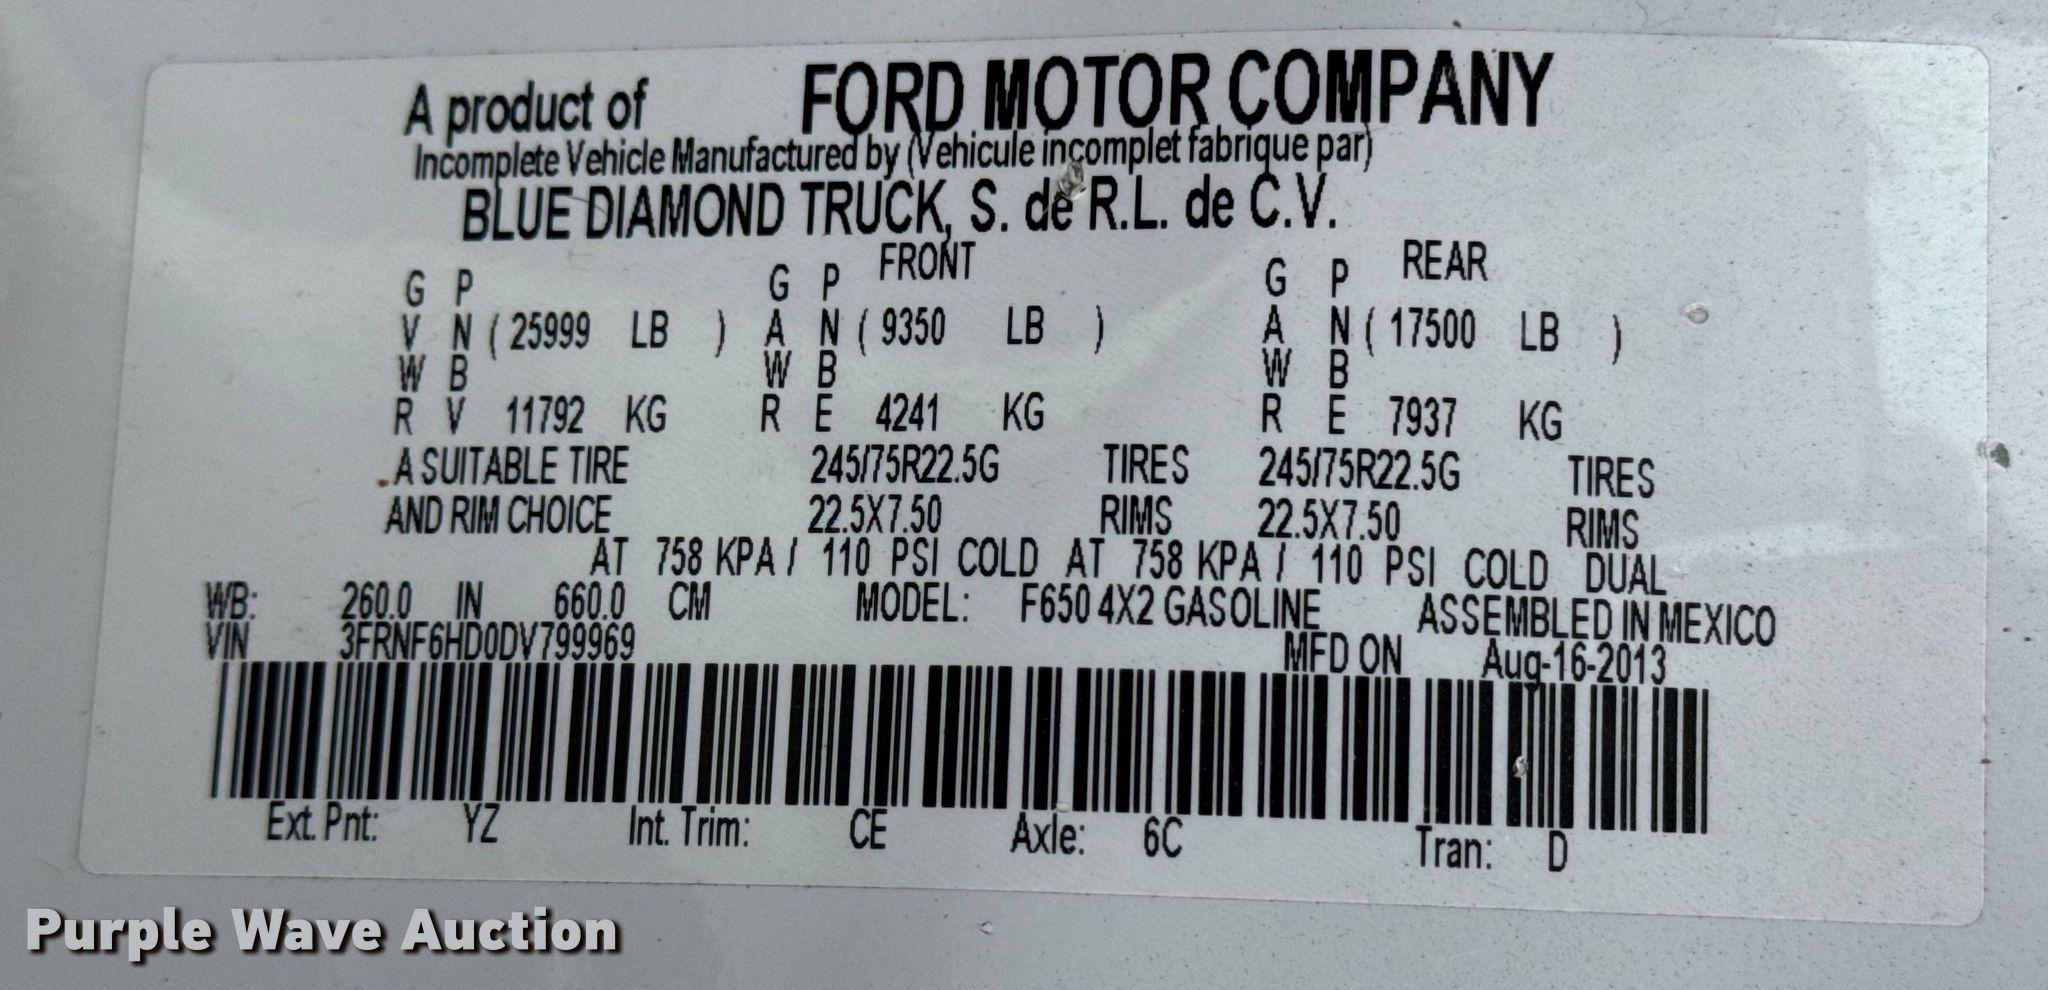 A product of FORD MOTOR COMPANY
Incomplete Vehicle Manufactured by (Vehicule incomplet fabrique par)
BLUE DIAMOND TRUCK, S. de R.L. de C.V.
G P G P FRONT G P REAR
V N ( 25999 LB ) A N ( 9350 LB ) A N ( 17500 LB )
W B W B W B
R V 11792 KG R E 4241 KG R E 7937 KG
A SUITABLE TIRE 245/75R22.5G TIRES 245/75R22.5G TIRES
AND RIM CHOICE 22.5X7.50 RIMS 22.5X7.50 RIMS
AT 758 KPA / 110 PSI COLD AT 758 KPA / 110 PSI COLD DUAL
WB: 260.0 IN 660.0 CM MODEL: F650 4X2 GASOLINE ASSEMBLED IN MEXICO
VIN 3FRNF6HD0DV799969 MFD ON Aug-16-2013
Ext. Pnt: YZ Int. Trim: CE Axle: 6C Tran: D
Purple Wave Auction